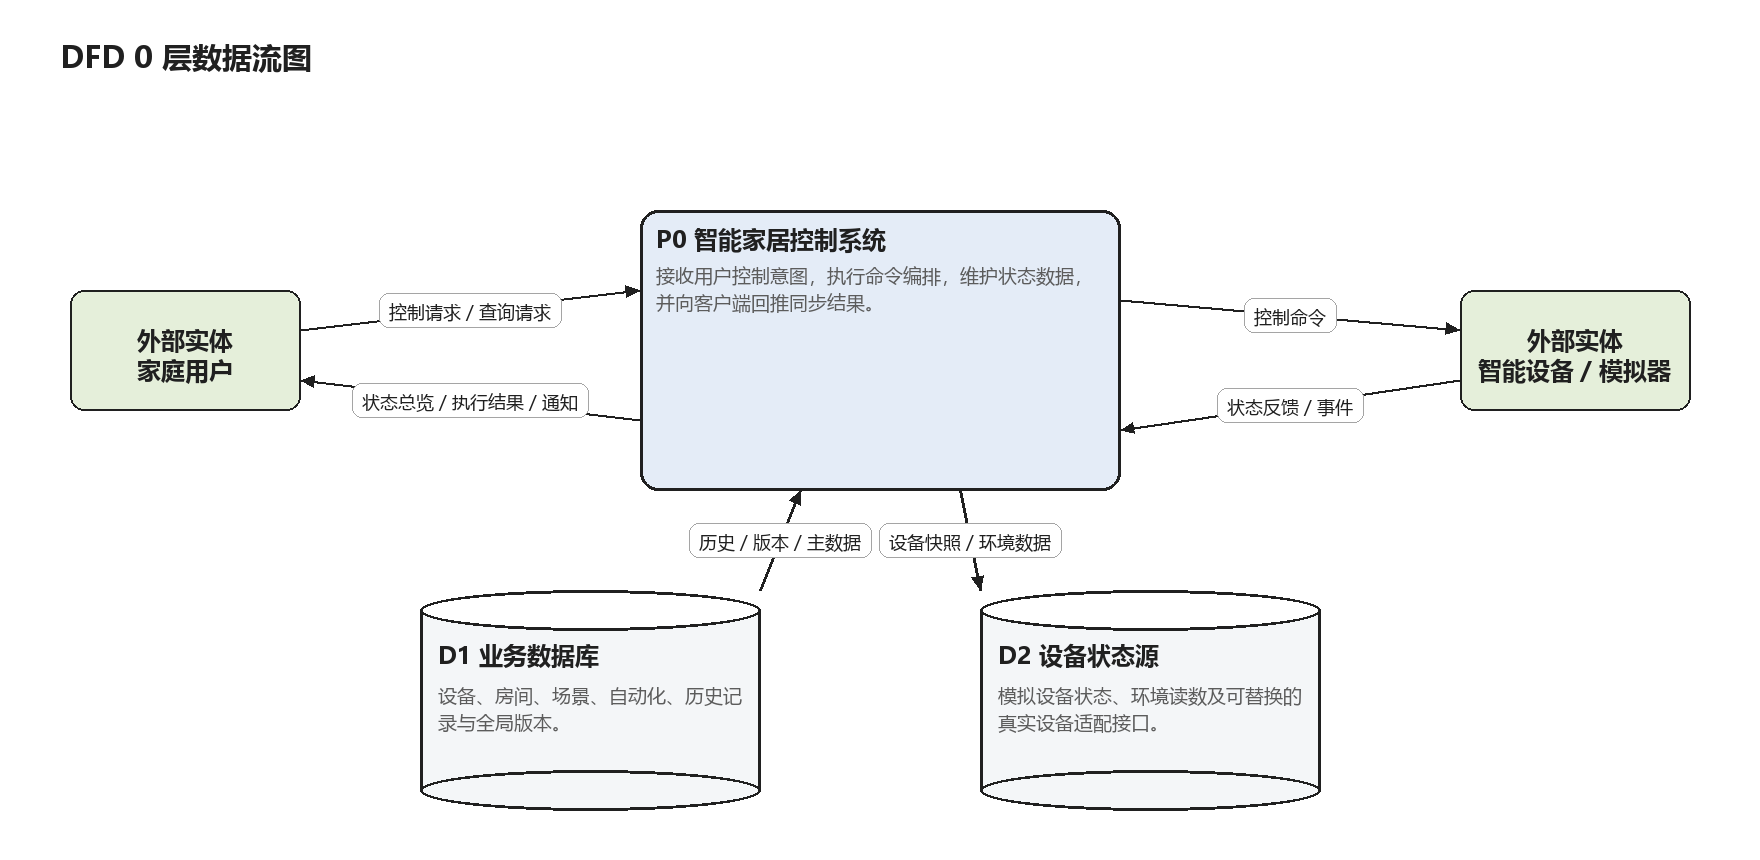 DFD 0 层数据流图
P0 智能家居控制系统
接收用户控制意图，执行命令编排，维护状态数据，
并向客户端回推同步结果。
外部实体
家庭用户
控制请求 / 查询请求
状态总览 / 执行结果 / 通知
控制命令
状态反馈 / 事件
外部实体
智能设备 / 模拟器
历史 / 版本 / 主数据
设备快照 / 环境数据
D1 业务数据库
设备、房间、场景、自动化、历史记
录与全局版本。
D2 设备状态源
模拟设备状态、环境读数及可替换的
真实设备适配接口。